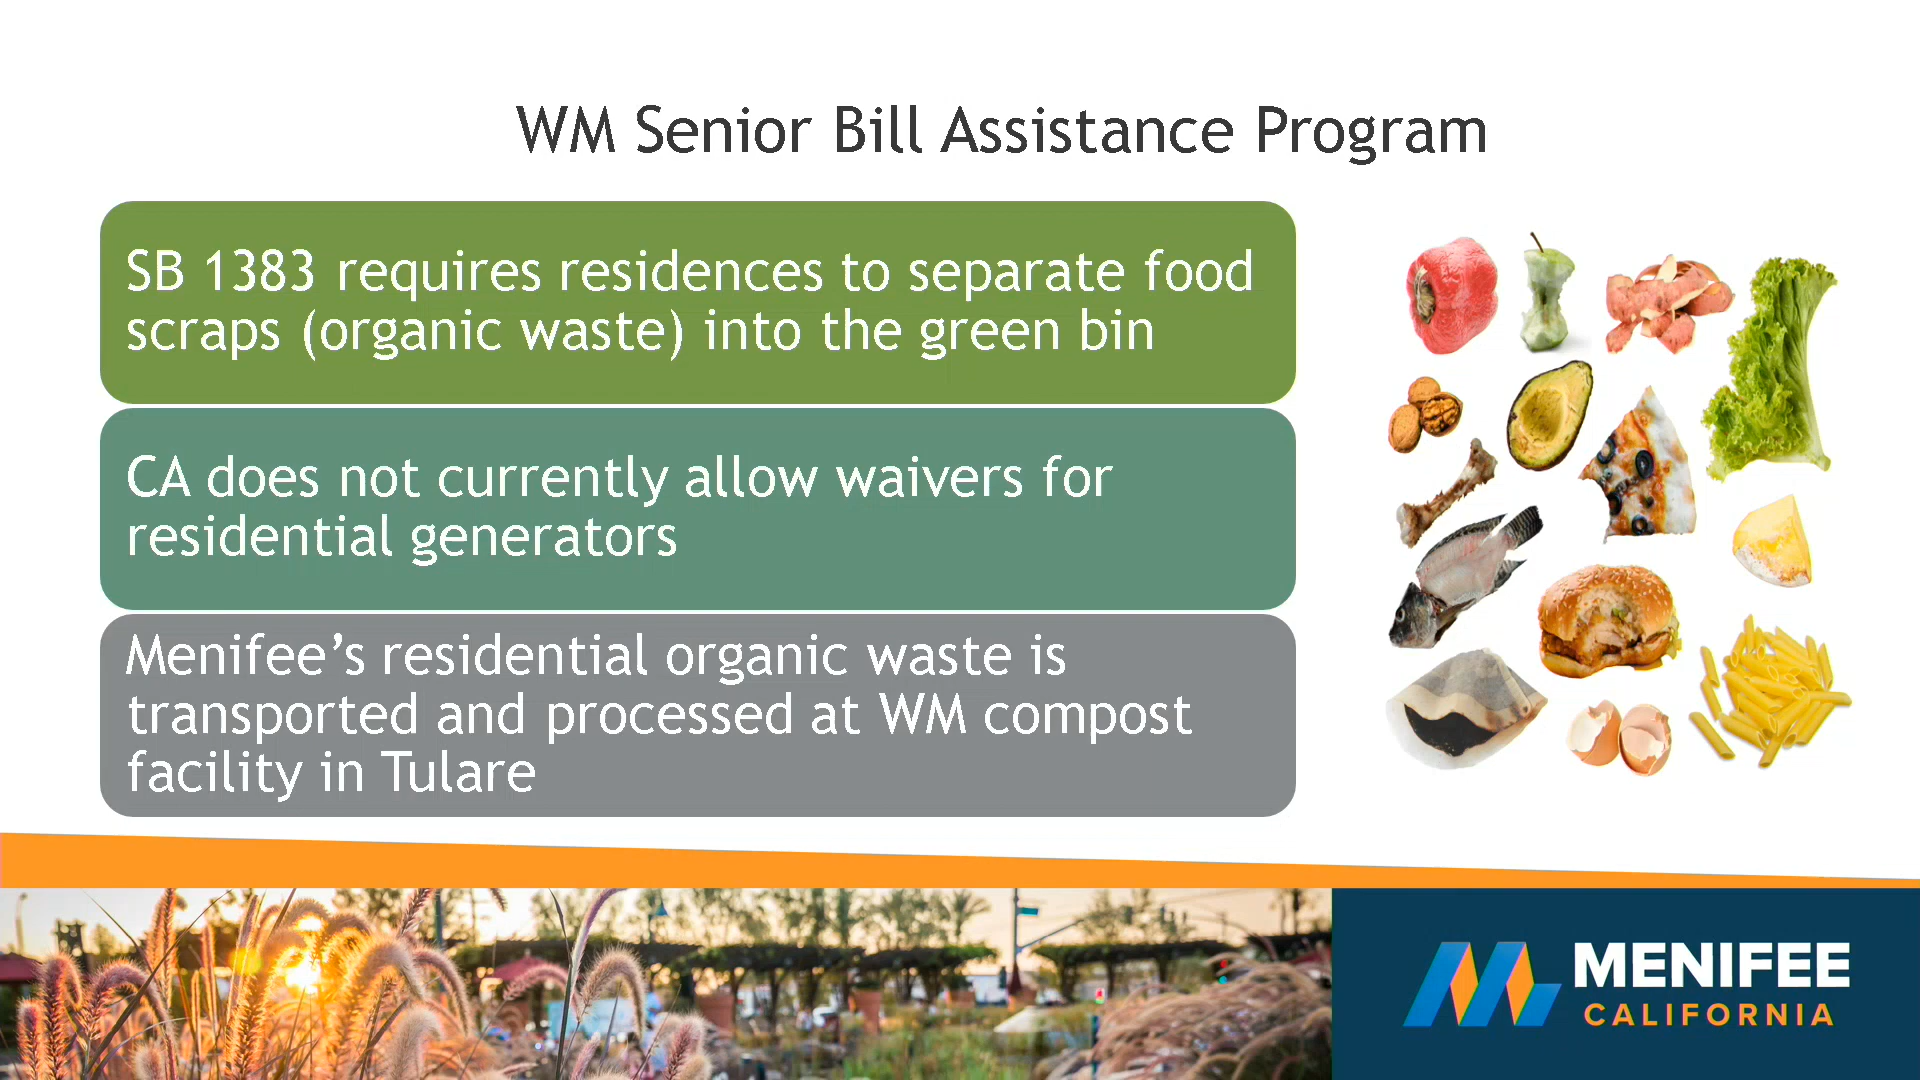 WM Senior Bill Assistance Program
SB 1383 requires residences to separate food
scraps (organic waste) into the green bin
CA does not currently allow waivers for
residential generators
Menifee’s residential organic waste is
transported and processed at WM compost
facility in Tulare
MENIFEE
CALIFORNIA